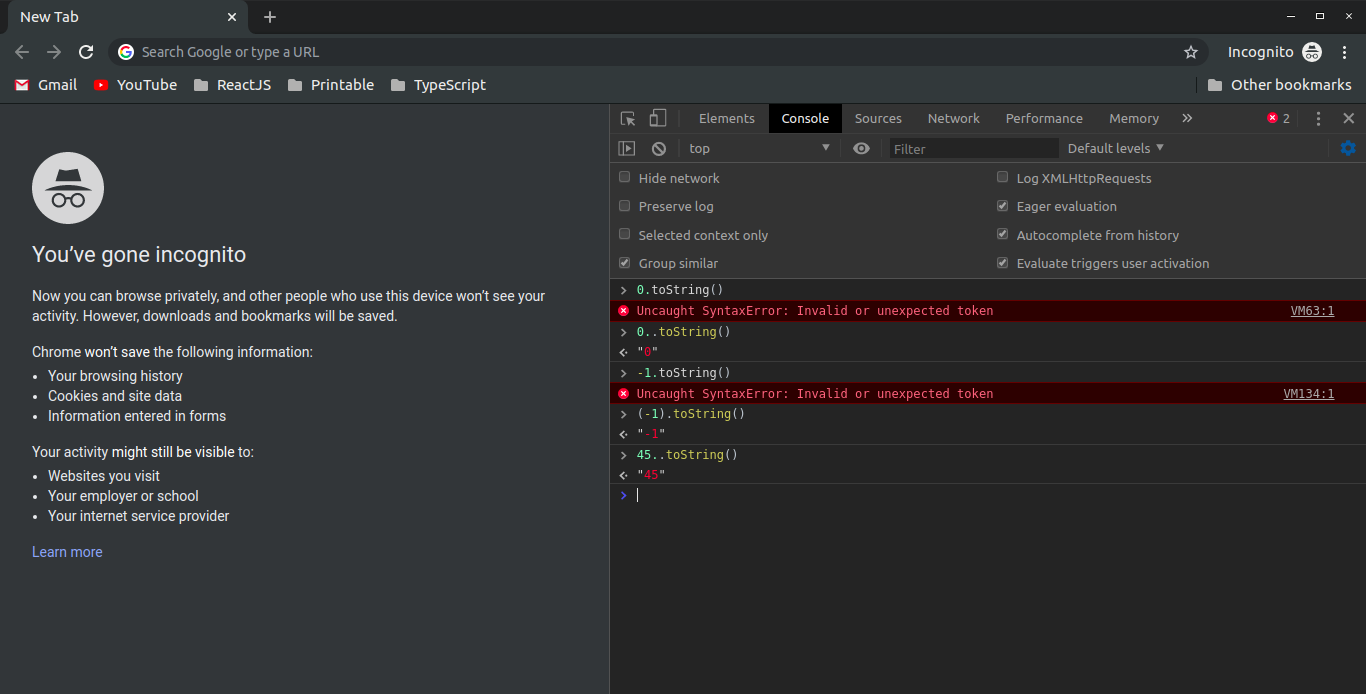 New Tab
Search Google or type a URL
Incognito
Gmail YouTube ReactJS Printable TypeScript Other bookmarks
You’ve gone incognito
Now you can browse privately, and other people who use this device won’t see your
activity. However, downloads and bookmarks will be saved.
Chrome won’t save the following information:
• Your browsing history
• Cookies and site data
• Information entered in forms
Your activity might still be visible to:
• Websites you visit
• Your employer or school
• Your internet service provider
Learn more
Elements Console Sources Network Performance Memory » 2
top Filter Default levels
Hide network Log XMLHttpRequests
Preserve log Eager evaluation
Selected context only Autocomplete from history
Group similar Evaluate triggers user activation
> 0.toString()
Uncaught SyntaxError: Invalid or unexpected token VM63:1
> 0..toString()
"0"
> -1.toString()
Uncaught SyntaxError: Invalid or unexpected token VM134:1
> (-1).toString()
"-1"
> 45..toString()
"45"
>